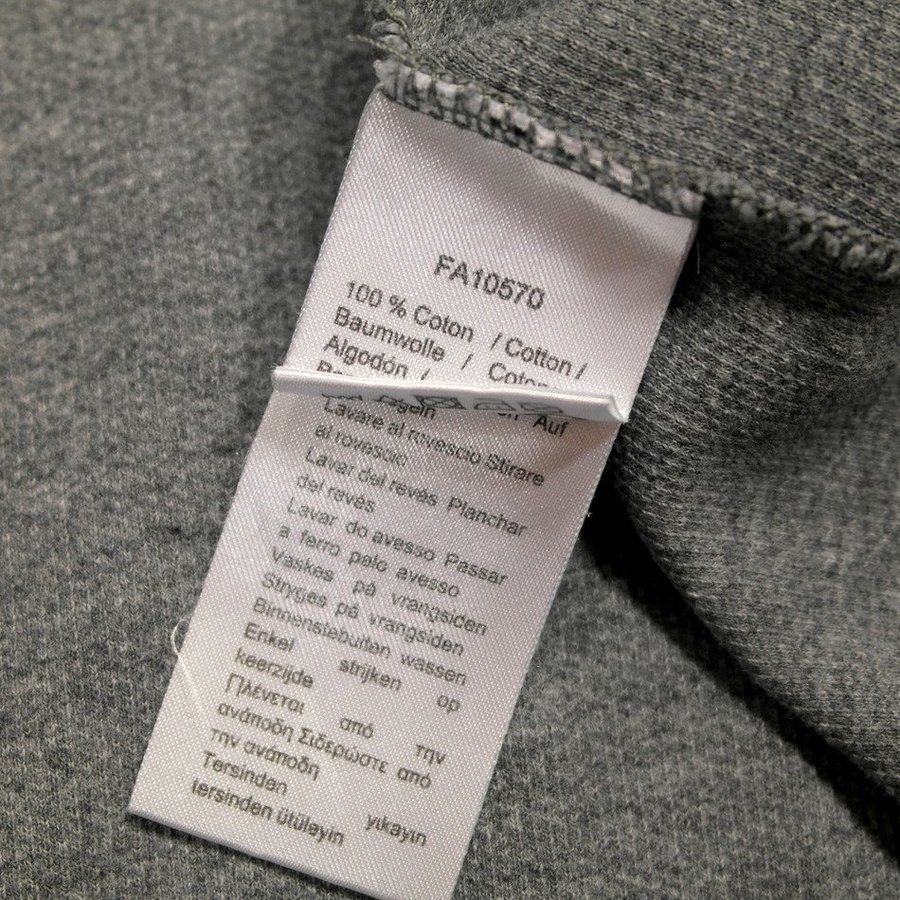 FA10570
100 % Coton / Cotton /
Baumwolle / Coton
Algodón /
Auf
Lavare al rovescio Stirare
al rovescio
Lavar del revés Planchar
del revés
Lavar do avesso Passar
a ferro pelo avesso
Vaskes på vrangsiden
Stryges på vrangsiden
Binnenstebuiten wassen
Enkel strijken op
keerzijde
Πλένεται από την
ανάποδη Σιδερώστε από
την ανάποδη
Tersinden yikayin
tersinden ütüleyin